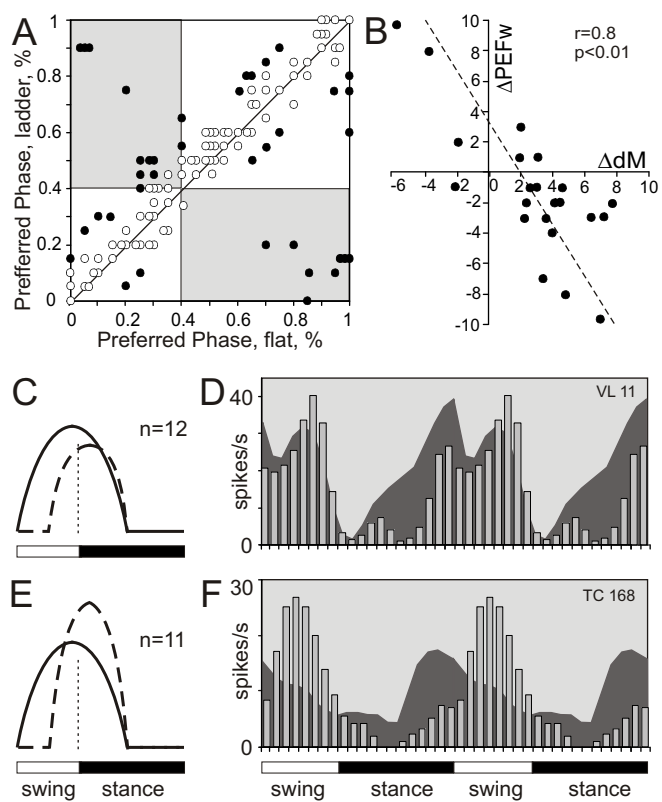 A
Prefferred Phase, ladder, %
1
0.8
0.6
0.4
0.2
0
0 0.2 0.4 0.6 0.8 1
Preferred Phase, flat, %
B
ΔPEFw
r=0.8
p<0.01
ΔdM
10
8
6
4
2
-6 -4 -2 0 2 4 6 8 10
-2
-4
-6
-8
-10
C
n=12
D
VL 11
spikes/s
40
0
E
n=11
swing stance
F
TC 168
spikes/s
30
0
swing stance swing stance